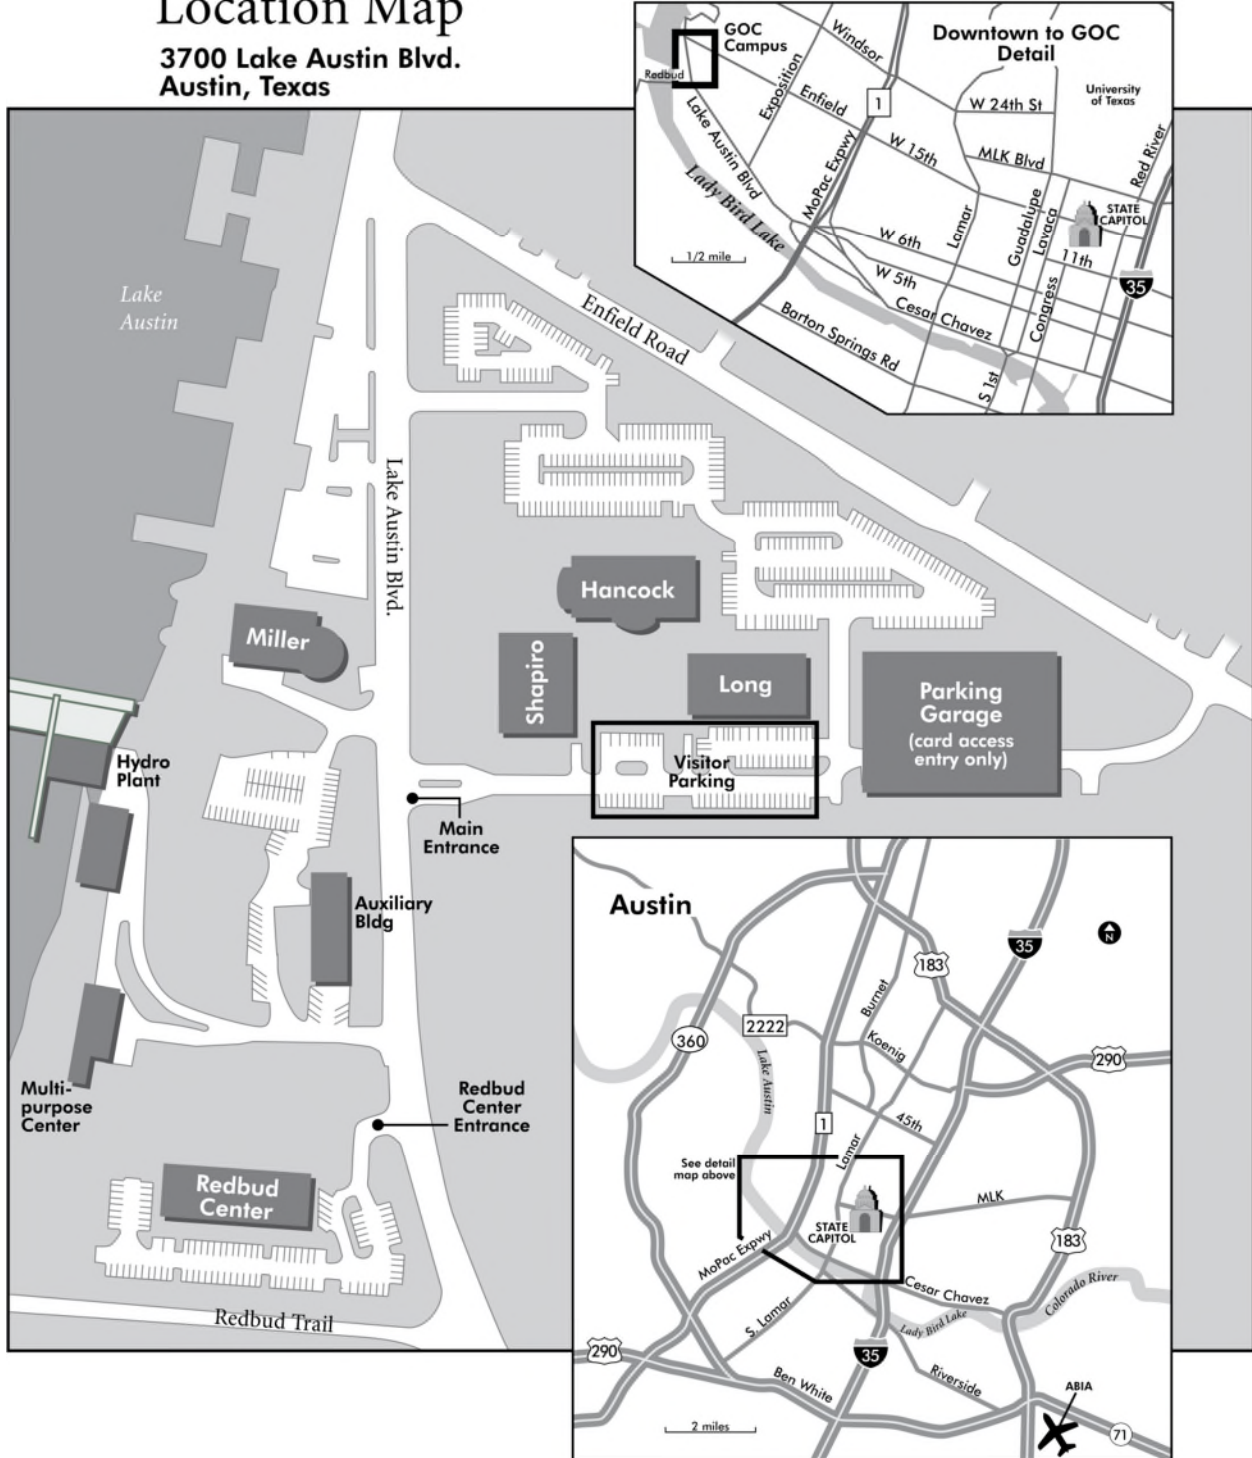 Location Map
3700 Lake Austin Blvd.
Austin, Texas
GOC
Campus
Redbud
Windsor
Downtown to GOC
Detail
Exposition
Enfield
1
W 24th St
University
of Texas
Lake Austin Blvd
MoPac Expwy
W 15th
MLK Blvd
Red River
Lady Bird Lake
Lamar
Guadalupe
Lavaca
STATE
CAPITOL
W 6th
11th
1/2 mile
W 5th
35
Cesar Chavez
Congress
Barton Springs Rd
S 1st
Lake
Austin
Enfield Road
Lake Austin Blvd.
Hancock
Miller
Shapiro
Long
Parking
Garage
(card access
entry only)
Hydro
Plant
Visitor
Parking
Main
Entrance
Auxiliary
Bldg
Multi-
purpose
Center
Redbud
Center
Entrance
Redbud
Center
Redbud Trail
Austin
N
35
183
Burnet
2222
360
Koenig
290
Lake Austin
45th
1
Lamar
See detail
map above
MLK
STATE
CAPITOL
183
MoPac Expwy
Cesar Chavez
Colorado River
S. Lamar
Lady Bird Lake
290
35
Ben White
Riverside
ABIA
2 miles
71